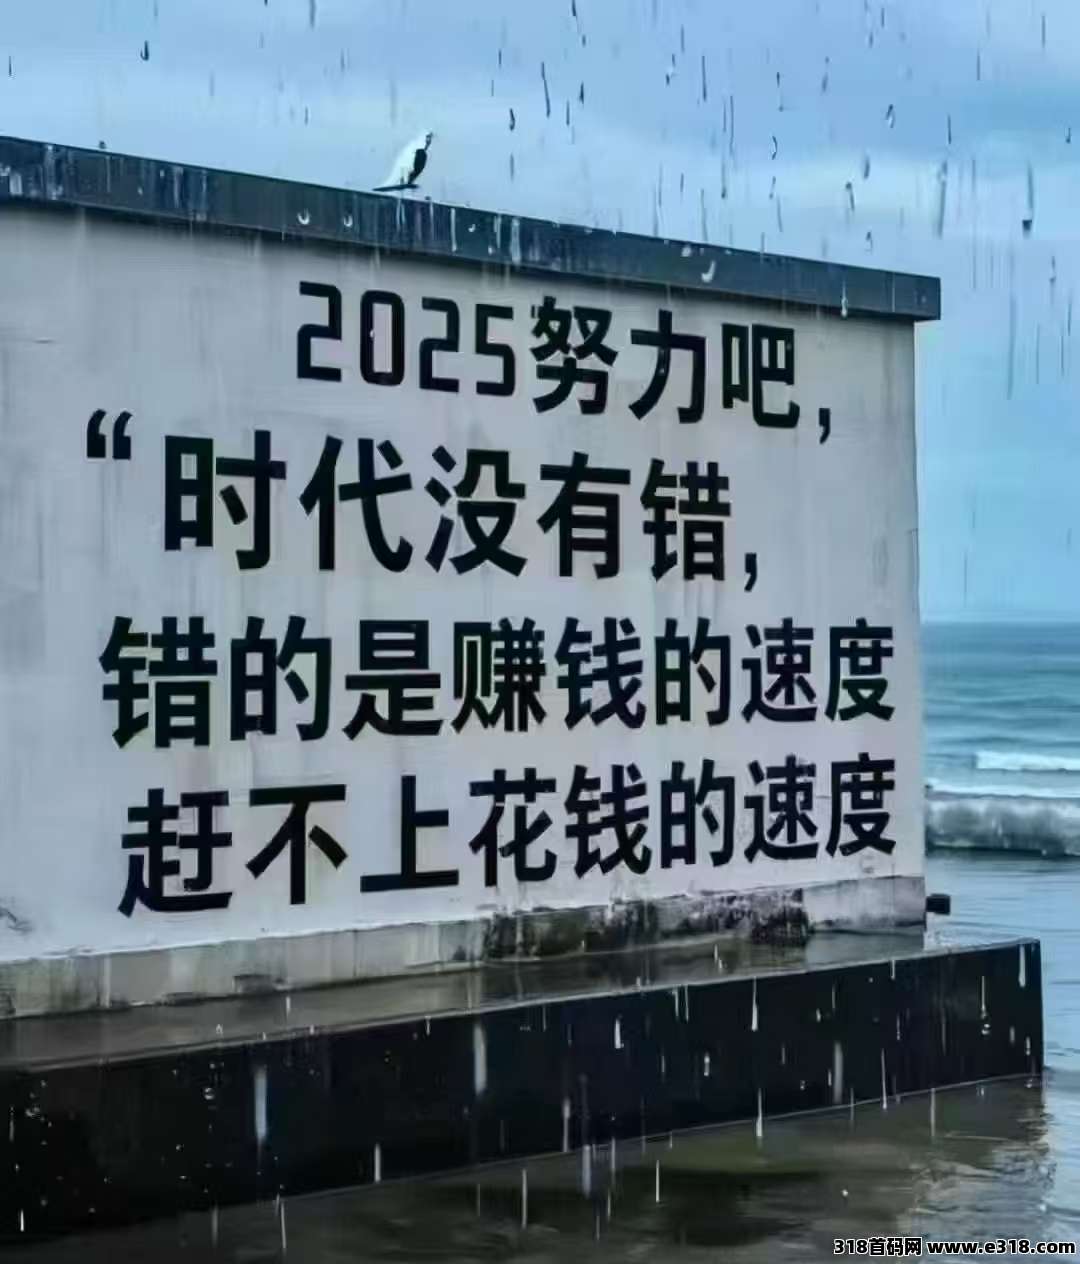 2025努力吧，
“时代没有错，
错的是赚钱的速度
赶不上花钱的速度
318首码网 www.e318.com